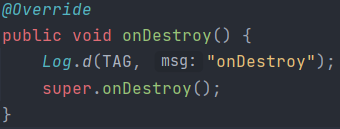 @Override
public void onDestroy() {
    Log.d(TAG, msg: "onDestroy");
    super.onDestroy();
}